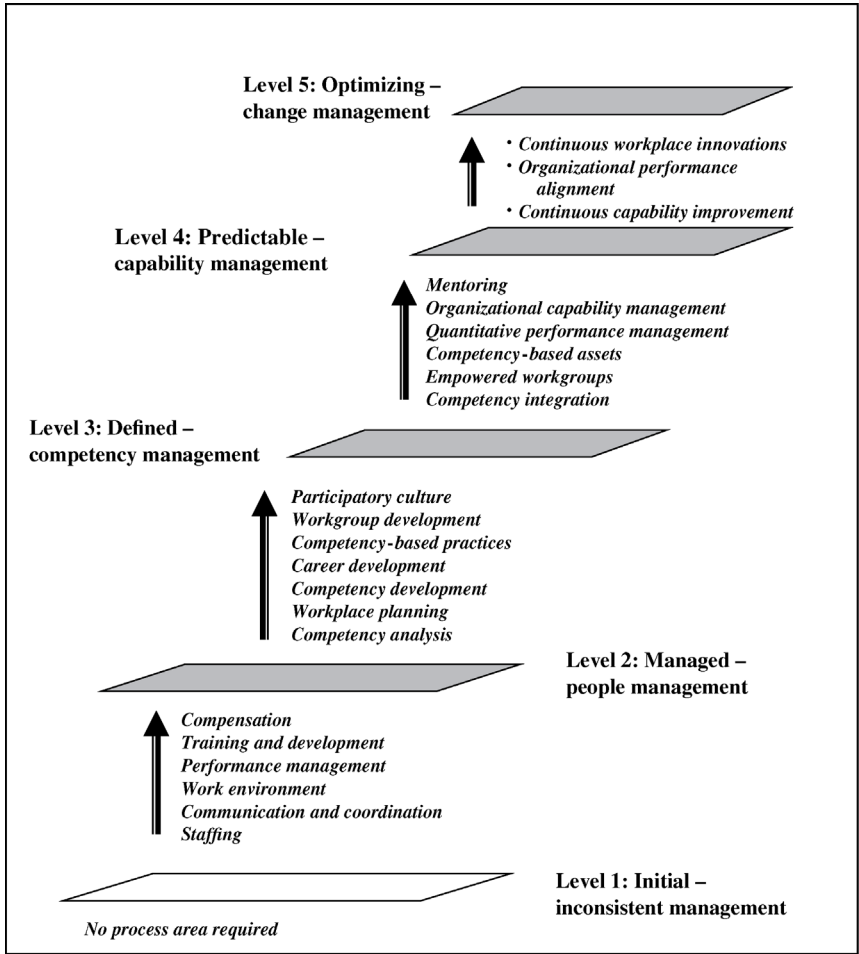 Level 5: Optimizing –
change management
· Continuous workplace innovations
· Organizational performance
alignment
· Continuous capability improvement
Level 4: Predictable –
capability management
Mentoring
Organizational capability management
Quantitative performance management
Competency-based assets
Empowered workgroups
Competency integration
Level 3: Defined –
competency management
Participatory culture
Workgroup development
Competency-based practices
Career development
Competency development
Workplace planning
Competency analysis
Level 2: Managed –
people management
Compensation
Training and development
Performance management
Work environment
Communication and coordination
Staffing
Level 1: Initial –
inconsistent management
No process area required